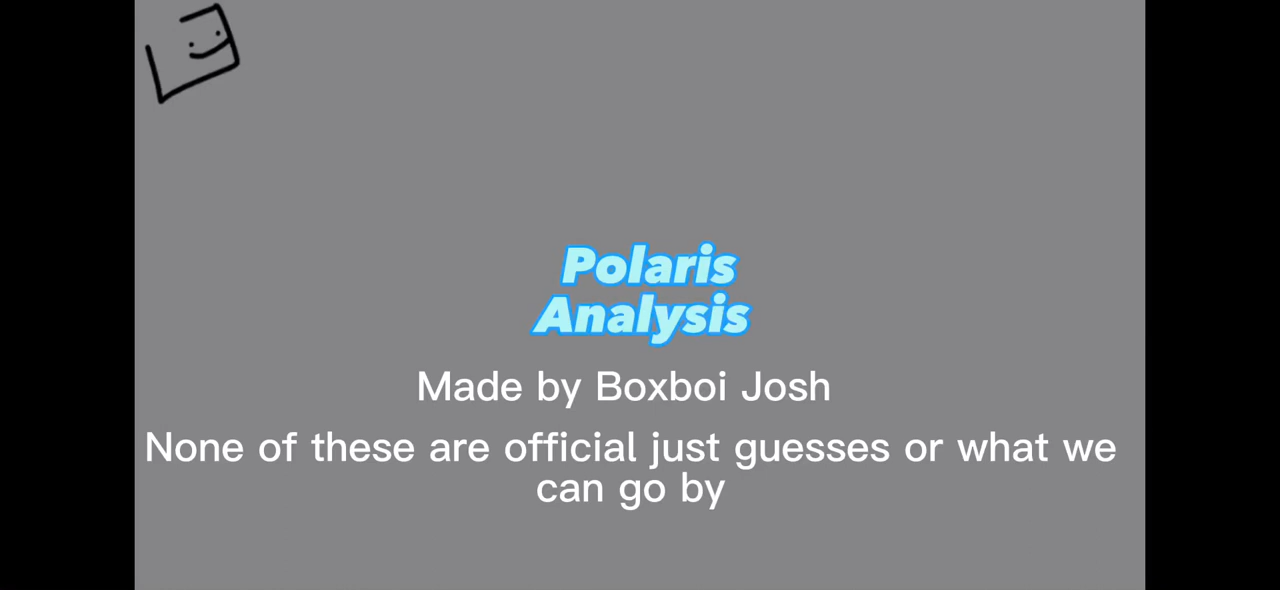 Polaris
Analysis
Made by Boxboi Josh
None of these are official just guesses or what we
can go by